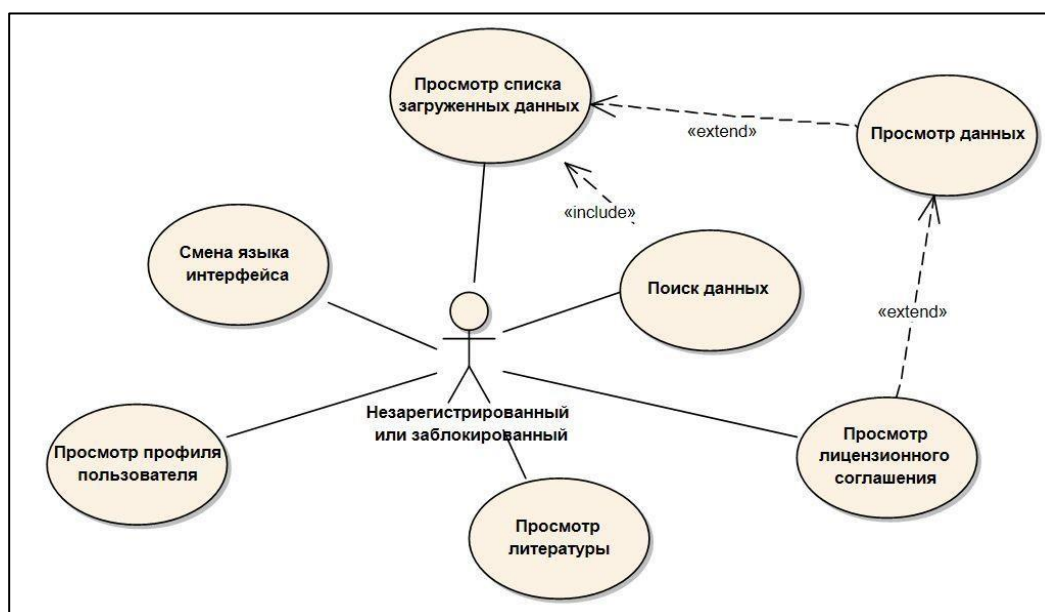 Просмотр списка
загруженных данных
«extend»
Просмотр данных
«include»
Смена языка
интерфейса
Поиск данных
«extend»
Незарегистрированный
или заблокированный
Просмотр профиля
пользователя
Просмотр
лицензионного
соглашения
Просмотр
литературы